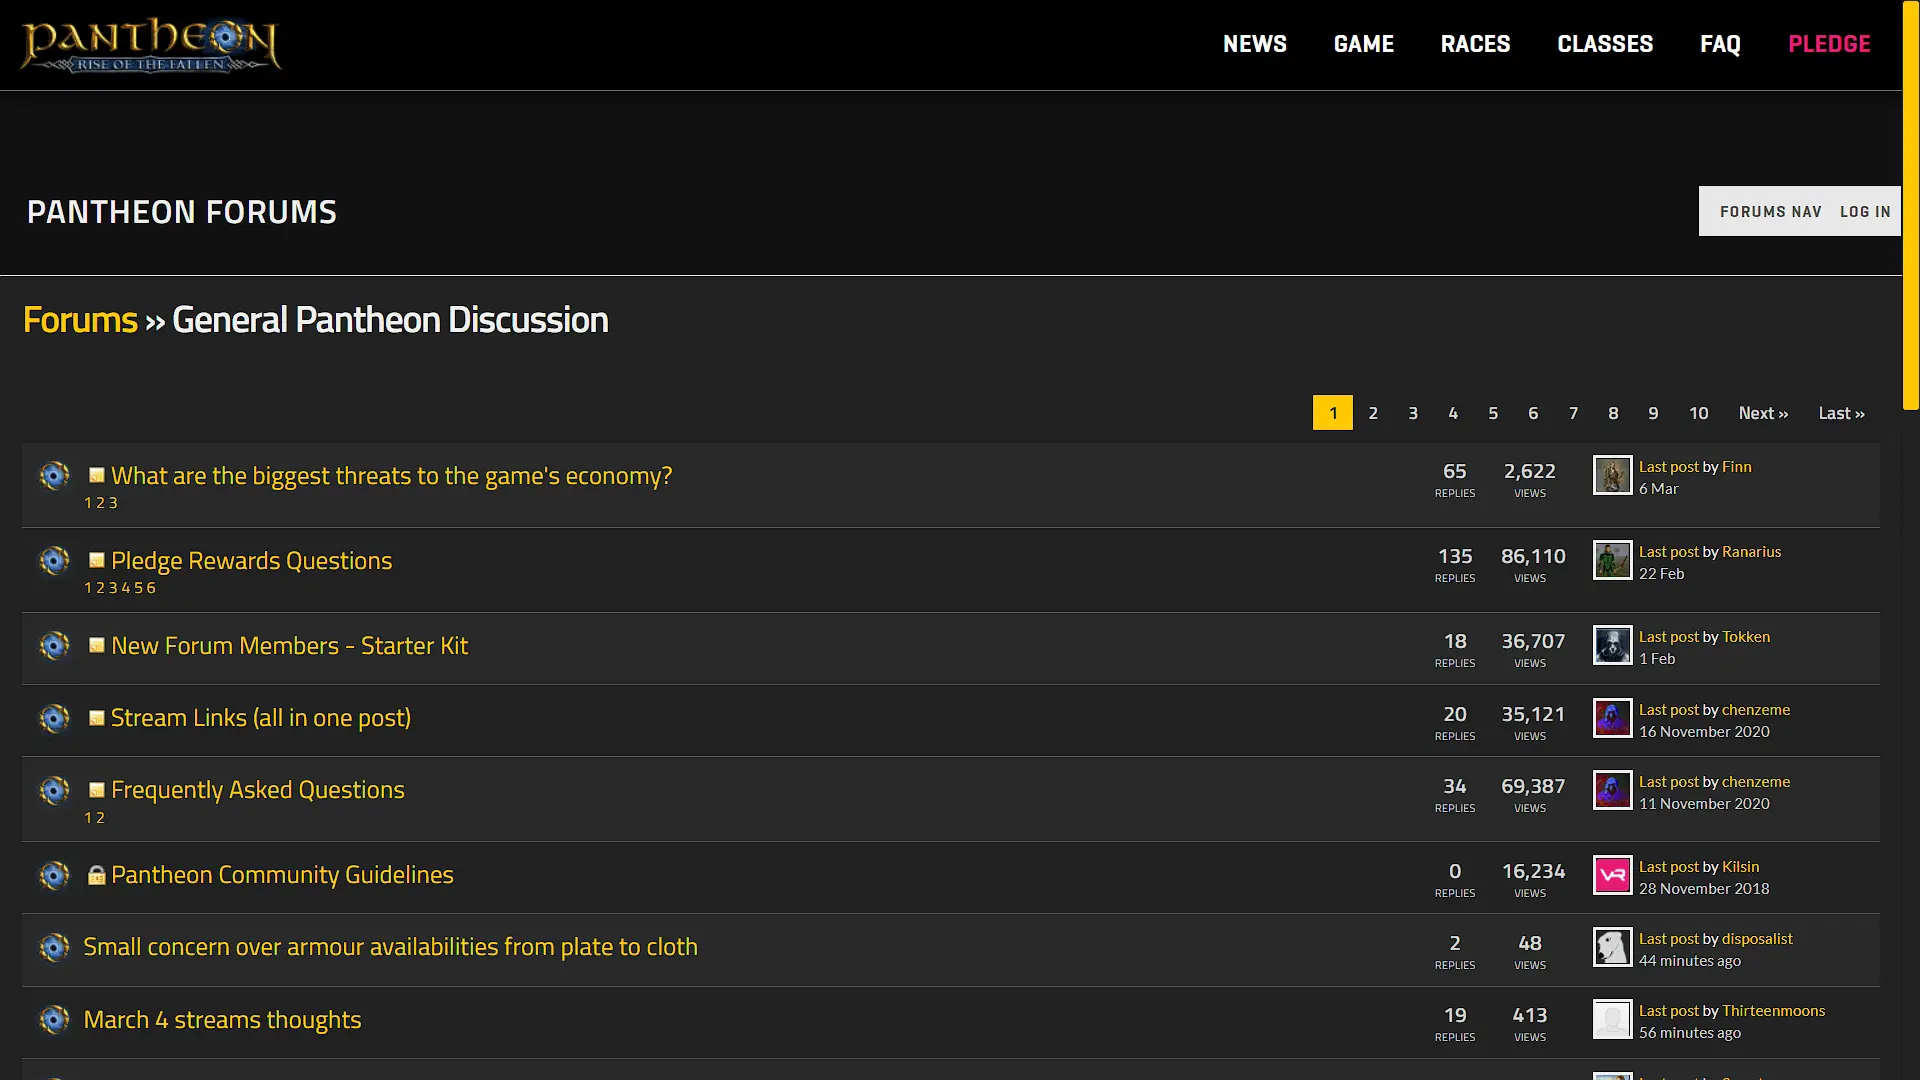 PANTHEON
RISE OF THE FALLEN
NEWS GAME RACES CLASSES FAQ PLEDGE
PANTHEON FORUMS
FORUMS NAV LOG IN
Forums » General Pantheon Discussion
1 2 3 4 5 6 7 8 9 10 Next » Last »
What are the biggest threats to the game's economy?
1 2 3
65 REPLIES
2,622 VIEWS
Last post by Finn
6 Mar
Pledge Rewards Questions
1 2 3 4 5 6
135 REPLIES
86,110 VIEWS
Last post by Ranarius
22 Feb
New Forum Members - Starter Kit
18 REPLIES
36,707 VIEWS
Last post by Tokken
1 Feb
Stream Links (all in one post)
20 REPLIES
35,121 VIEWS
Last post by chenzeme
16 November 2020
Frequently Asked Questions
1 2
34 REPLIES
69,387 VIEWS
Last post by chenzeme
11 November 2020
Pantheon Community Guidelines
0 REPLIES
16,234 VIEWS
VR
Last post by Kilsin
28 November 2018
Small concern over armour availabilities from plate to cloth
2 REPLIES
48 VIEWS
Last post by disposalist
44 minutes ago
March 4 streams thoughts
19 REPLIES
413 VIEWS
Last post by Thirteenmoons
56 minutes ago